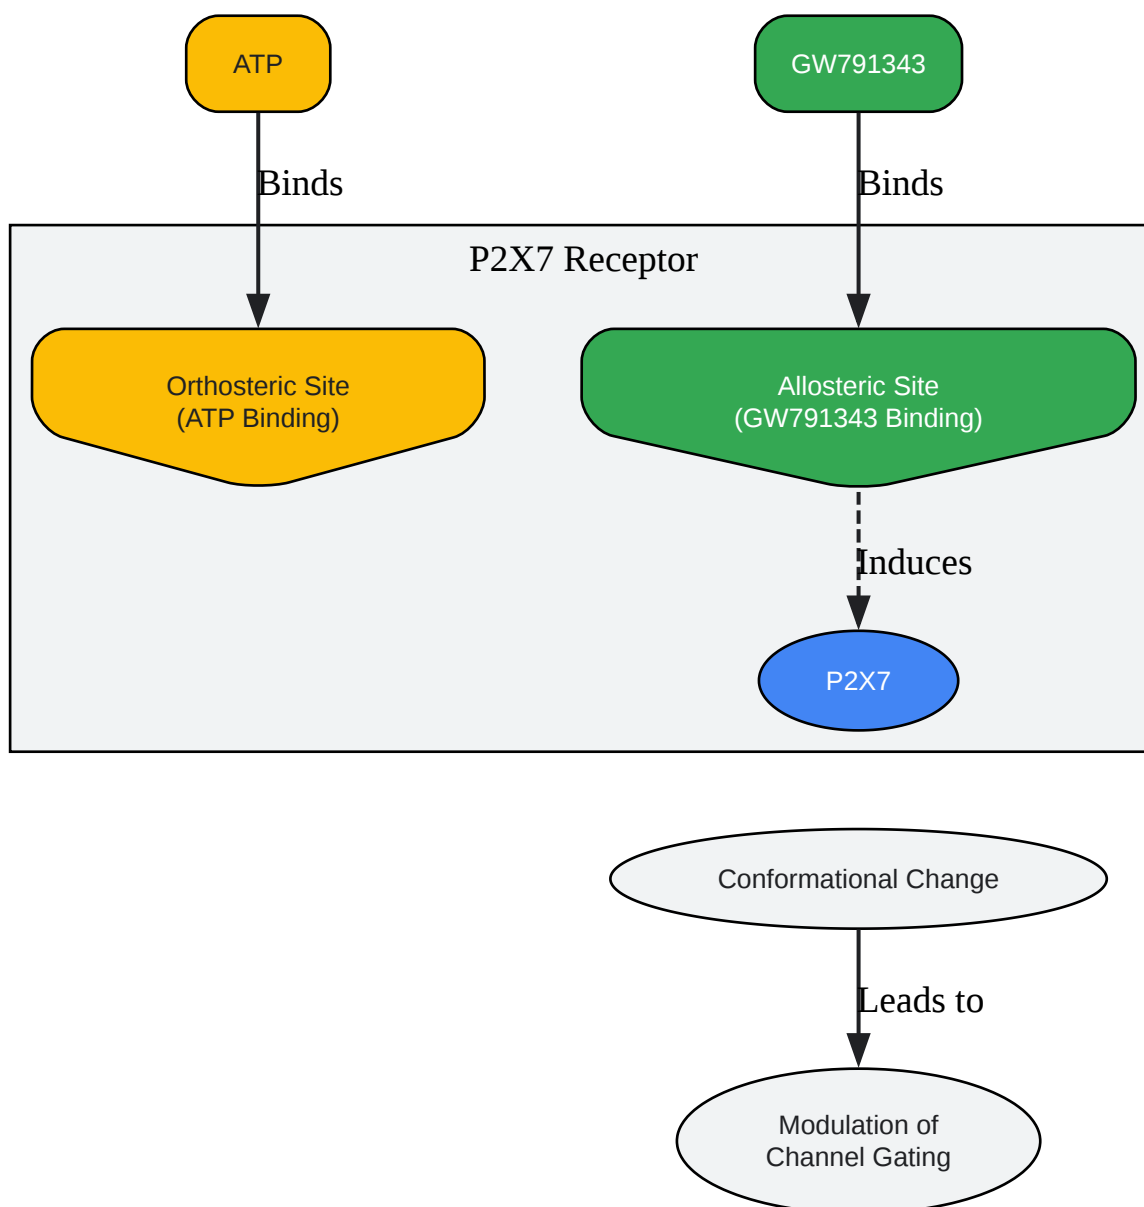 ATP
GW791343
Binds
Binds
P2X7 Receptor
Orthosteric Site
(ATP Binding)
Allosteric Site
(GW791343 Binding)
Induces
P2X7
Conformational Change
Leads to
Modulation of
Channel Gating